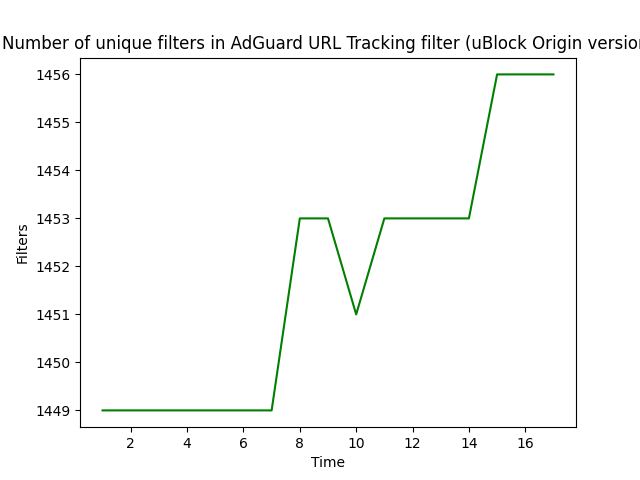 Number of unique filters in AdGuard URL Tracking filter (uBlock Origin version
1456
1455
1454
1453
1452
1451
1450
1449
Filters
2 4 6 8 10 12 14 16
Time